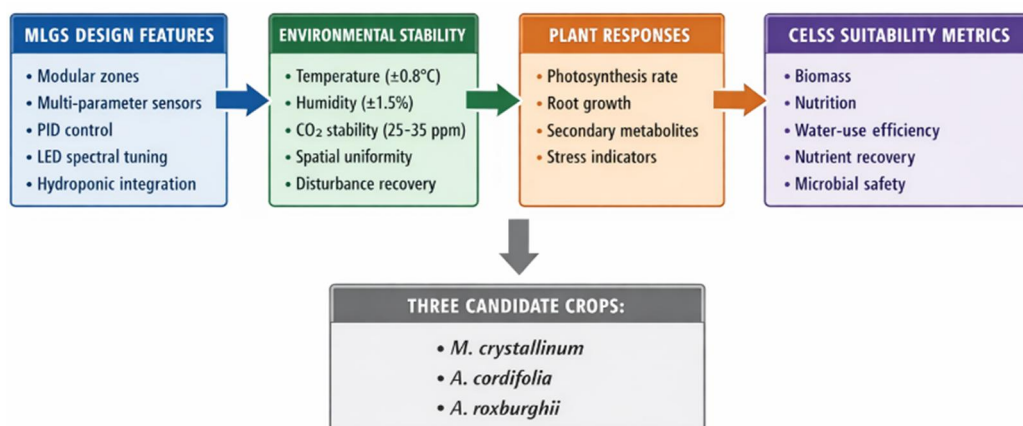 MLGS DESIGN FEATURES
• Modular zones
• Multi-parameter sensors
• PID control
• LED spectral tuning
• Hydroponic integration
ENVIRONMENTAL STABILITY
• Temperature (±0.8°C)
• Humidity (±1.5%)
• CO₂ stability (25–35 ppm)
• Spatial uniformity
• Disturbance recovery
PLANT RESPONSES
• Photosynthesis rate
• Root growth
• Secondary metabolites
• Stress indicators
CELSS SUITABILITY METRICS
• Biomass
• Nutrition
• Water-use efficiency
• Nutrient recovery
• Microbial safety
THREE CANDIDATE CROPS:
• M. crystallinum
• A. cordifolia
• A. roxburghii